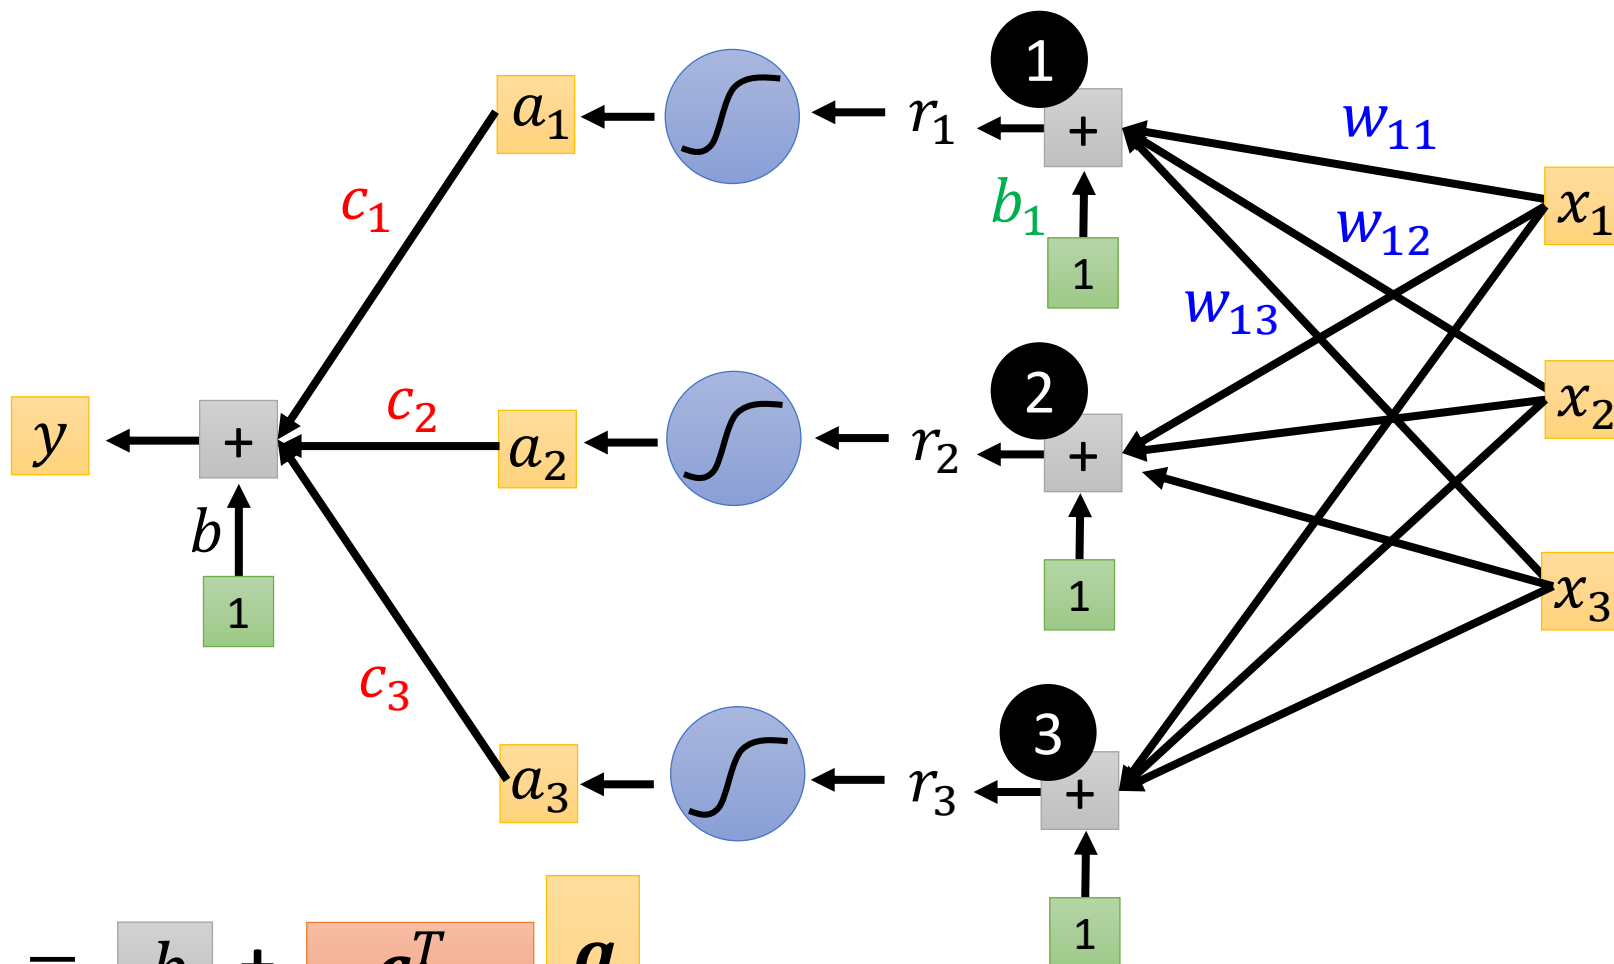 1
a₁ r₁ + w₁₁
c₁ b₁ w₁₂ x₁
1 w₁₃
2
y + c₂ a₂ r₂ + x₂
b
1 1 x₃
c₃
3
a₃ r₃ +
1
= b + cᵀ a